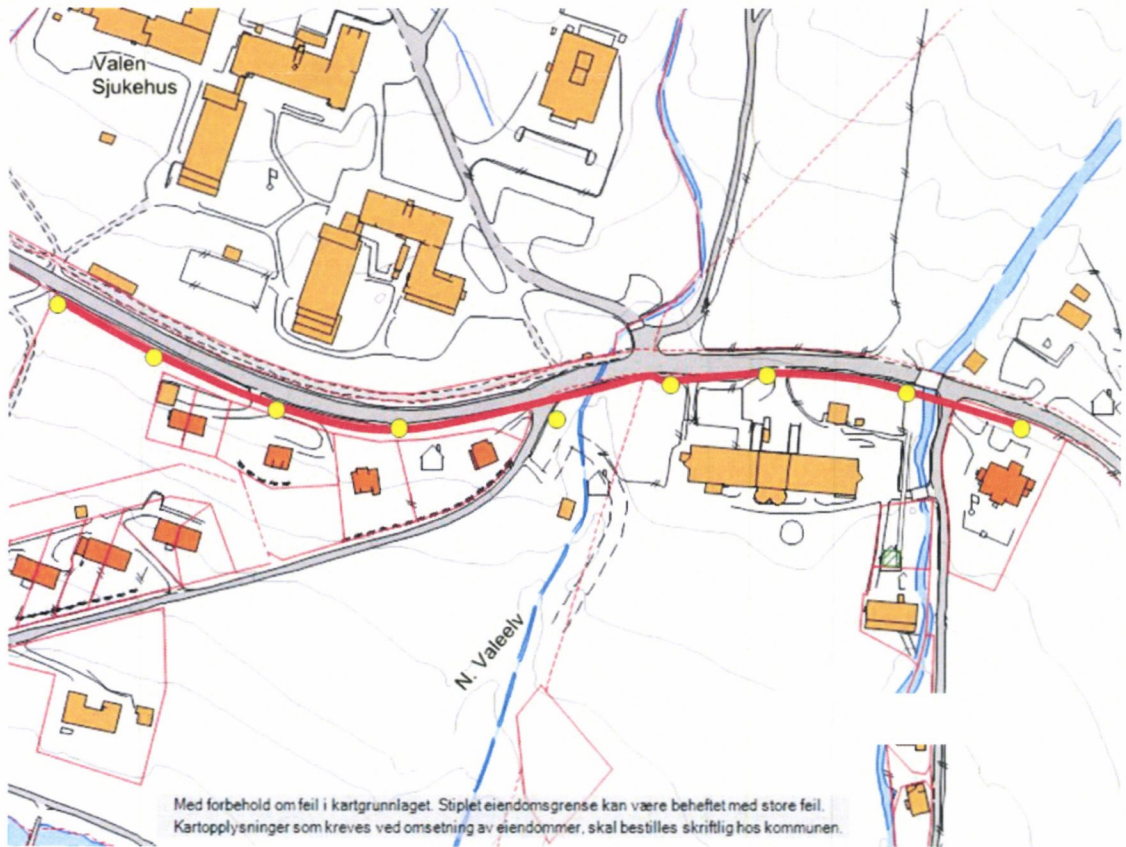 Valen
Sjukehus
N. Valeelv
Med forbehold om feil i kartgrunnlaget. Stiplet eiendomsgrense kan være beheftet med store feil.
Kartopplysninger som kreves ved omsetning av eiendommer, skal bestilles skriftlig hos kommunen.